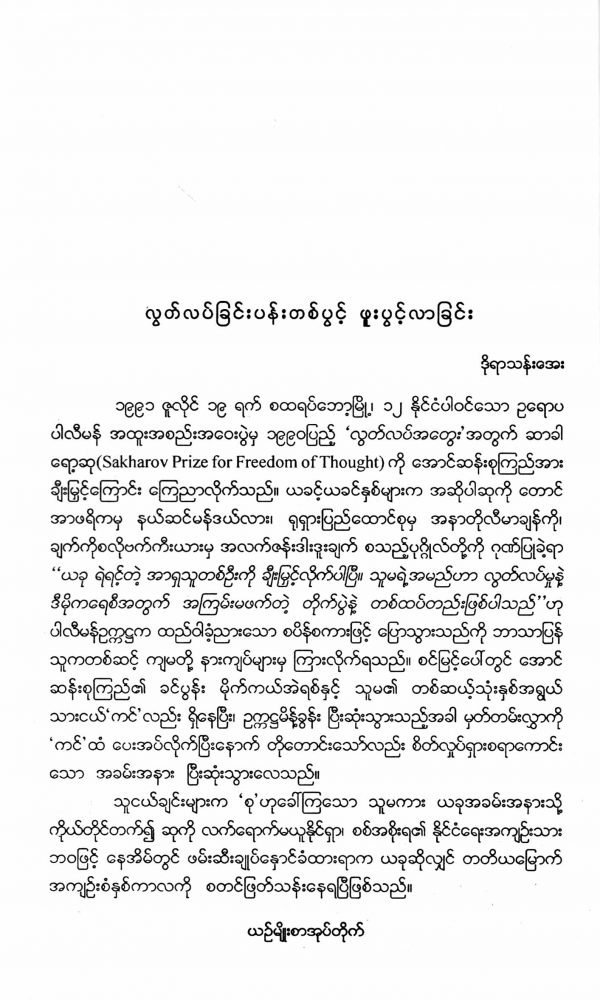 လွတ်လပ်ခြင်းပန်းတစ်ပွင့် ဖူးပွင့်လာခြင်း
ဒိုရာသန်းအေး
၁၉၉၁ ဇူလိုင် ၁၉ ရက် စထရပ်ဘော့မြို့၊ ၁၂ နိုင်ငံပါဝင်သော ဥရောပ
ပါလီမန် အထူးအစည်းအဝေးပွဲမှ ၁၉၉၀ပြည့် ‘လွတ်လပ်အတွေး’အတွက် ဆာခါ
ရော့ဆု(Sakharov Prize for Freedom of Thought) ကို အောင်ဆန်းစုကြည်အား
ချီးမြှင့်ကြောင်း ကြေညာလိုက်သည်။ ယခင့်ယခင်နှစ်များက အဆိုပါဆုကို တောင်
အာဖရိကမှ နယ်ဆင်မန်ဒယ်လား၊ ရုရှားပြည်ထောင်စုမှ အနာတိုလီမာချန်ကို၊
ချက်ကိုစလိုဗက်ကီးယားမှ အလက်ဇန်းဒါးဒူးချက် စသည့်ပုဂ္ဂိုလ်တို့ကို ဂုဏ်ပြုခဲ့ရာ
“ယခု ရဲရင့်တဲ့ အာရှသူတစ်ဦးကို ချီးမြှင့်လိုက်ပါပြီ။ သူမရဲ့အမည်ဟာ လွတ်လပ်မှုနဲ့
ဒီမိုကရေစီအတွက် အကြမ်းမဖက်တဲ့ တိုက်ပွဲနဲ့ တစ်ထပ်တည်းဖြစ်ပါသည်”ဟု
ပါလီမန်ဥက္ကဋ္ဌက ထည်ဝါခံ့ညားသော စပိန်စကားဖြင့် ပြောသွားသည်ကို ဘာသာပြန်
သူကတစ်ဆင့် ကျမတို့ နားကျပ်များမှ ကြားလိုက်ရသည်။ စင်မြင့်ပေါ်တွင် အောင်
ဆန်းစုကြည်၏ ခင်ပွန်း မိုက်ကယ်အဲရစ်နှင့် သူမ၏ တစ်ဆယ့်သုံးနှစ်အရွယ်
သားငယ်‘ကင်’လည်း ရှိနေပြီး၊ ဥက္ကဋ္ဌမိန့်ခွန်း ပြီးဆုံးသွားသည့်အခါ မှတ်တမ်းလွှာကို
‘ကင်’ထံ ပေးအပ်လိုက်ပြီးနောက် တိုတောင်းသော်လည်း စိတ်လှုပ်ရှားစရာကောင်း
သော အခမ်းအနား ပြီးဆုံးသွားလေသည်။
သူငယ်ချင်းများက ‘စု’ဟုခေါ်ကြသော သူမကား ယခုအခမ်းအနားသို့
ကိုယ်တိုင်တက်၍ ဆုကို လက်ရောက်မယူနိုင်ရှာ၊ စစ်အစိုးရ၏ နိုင်ငံရေးအကျဉ်းသား
ဘဝဖြင့် နေအိမ်တွင် ဖမ်းဆီးချုပ်နှောင်ခံထားရာက ယခုဆိုလျှင် တတိယမြောက်
အကျဉ်းစံနှစ်ကာလကို စတင်ဖြတ်သန်းနေရပြီဖြစ်သည်။
ယဉ်မျိုးစာအုပ်တိုက်